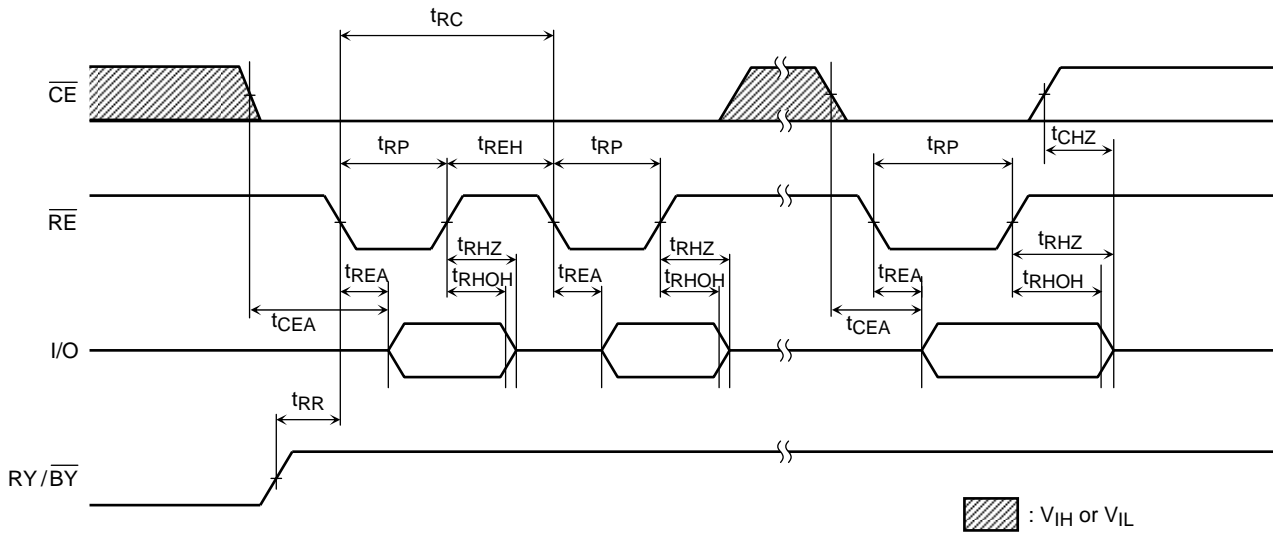 tRC
CE
tCHZ
tRP
tREH
tRP
tRP
RE
tRHZ
tRHZ
tRHZ
tREA
tRHOH
tREA
tRHOH
tREA
tRHOH
tCEA
tCEA
I/O
tRR
RY/BY
: VIH or VIL